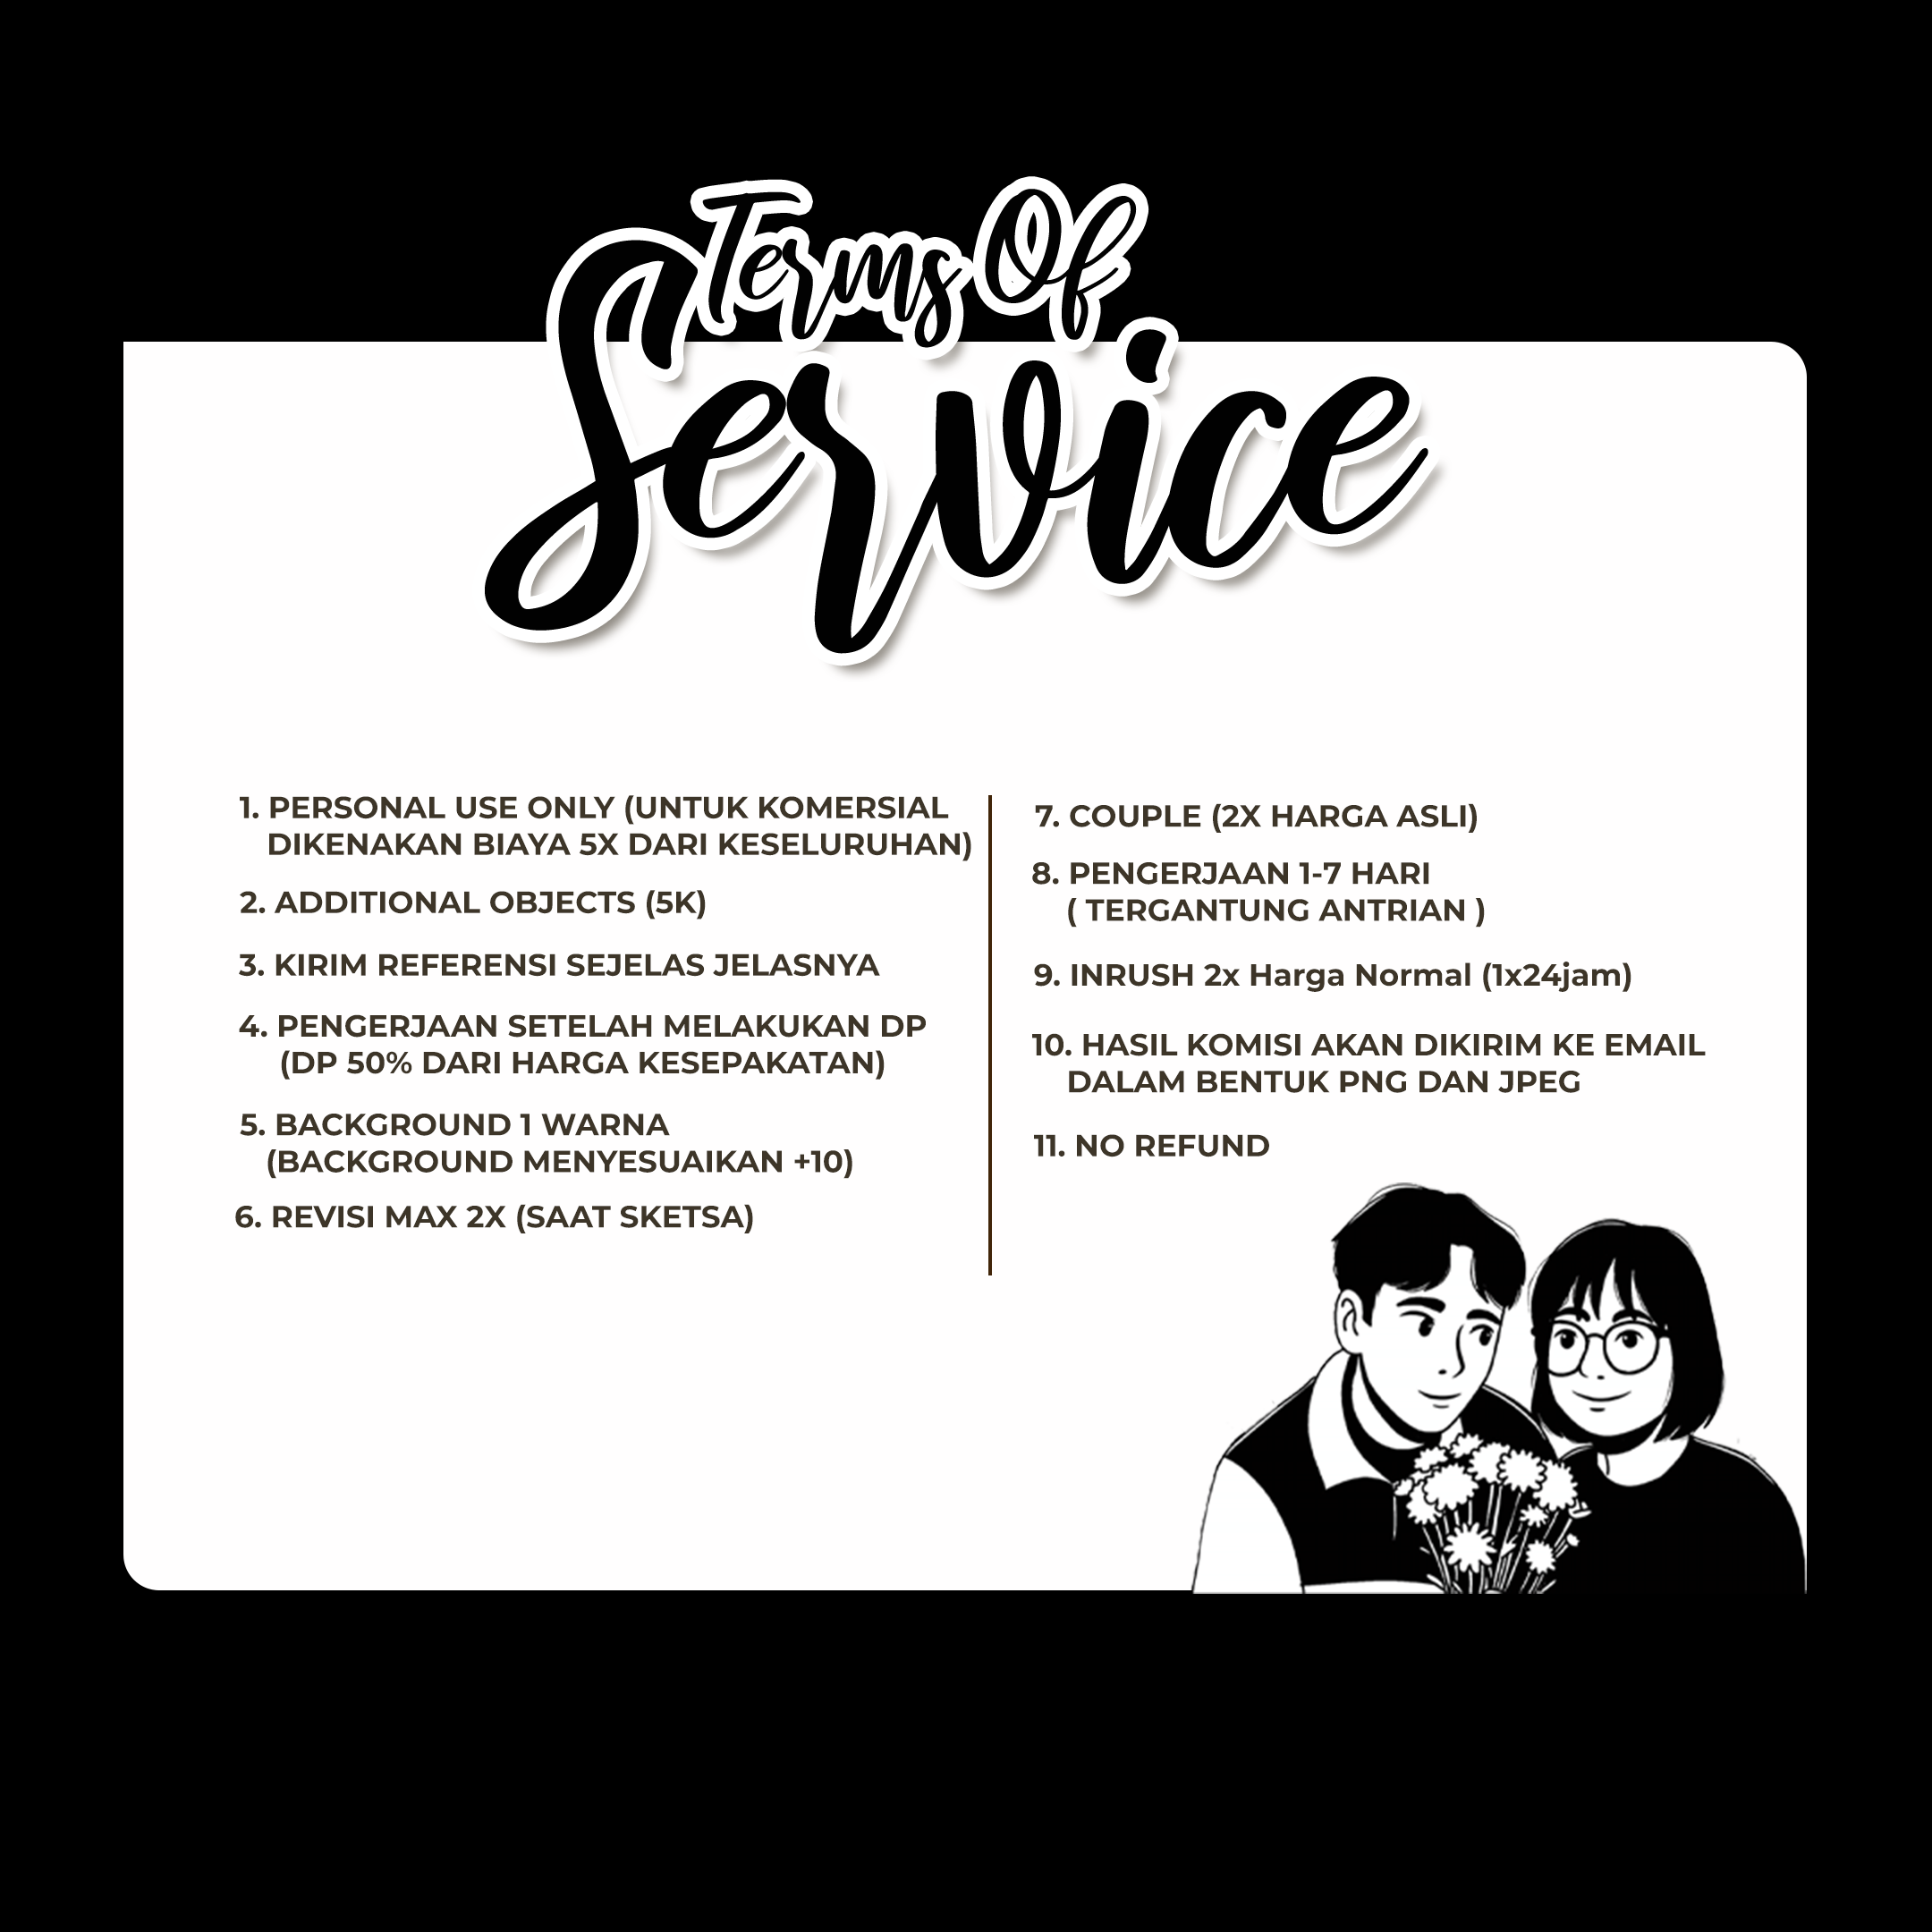 Terms Of
Service
1. PERSONAL USE ONLY (UNTUK KOMERSIAL
DIKENAKAN BIAYA 5X DARI KESELURUHAN)
2. ADDITIONAL OBJECTS (5K)
3. KIRIM REFERENSI SEJELAS JELASNYA
4. PENGERJAAN SETELAH MELAKUKAN DP
(DP 50% DARI HARGA KESEPAKATAN)
5. BACKGROUND 1 WARNA
(BACKGROUND MENYESUAIKAN +10)
6. REVISI MAX 2X (SAAT SKETSA)
7. COUPLE (2X HARGA ASLI)
8. PENGERJAAN 1-7 HARI
( TERGANTUNG ANTRIAN )
9. INRUSH 2x Harga Normal (1x24jam)
10. HASIL KOMISI AKAN DIKIRIM KE EMAIL
DALAM BENTUK PNG DAN JPEG
11. NO REFUND